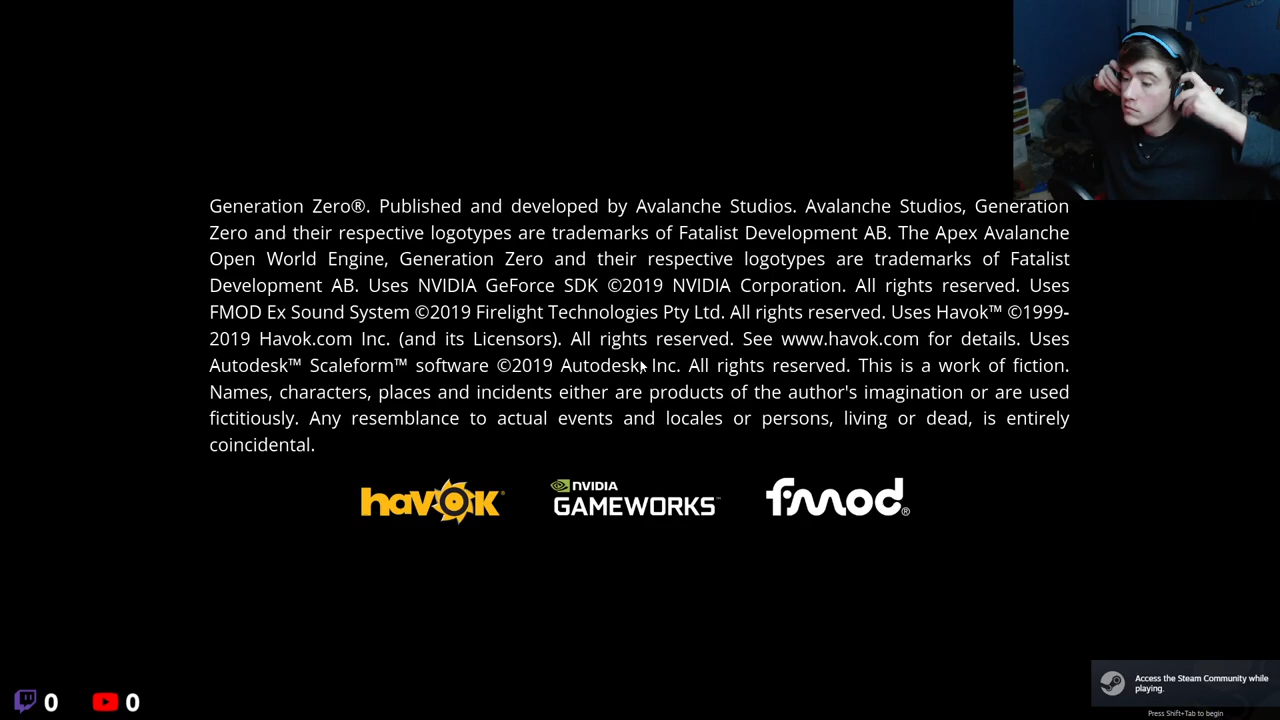 Generation Zero®. Published and developed by Avalanche Studios. Avalanche Studios, Generation
Zero and their respective logotypes are trademarks of Fatalist Development AB. The Apex Avalanche
Open World Engine, Generation Zero and their respective logotypes are trademarks of Fatalist
Development AB. Uses NVIDIA GeForce SDK ©2019 NVIDIA Corporation. All rights reserved. Uses
FMOD Ex Sound System ©2019 Firelight Technologies Pty Ltd. All rights reserved. Uses Havok™ ©1999-
2019 Havok.com Inc. (and its Licensors). All rights reserved. See www.havok.com for details. Uses
Autodesk™ Scaleform™ software ©2019 Autodesk, Inc. All rights reserved. This is a work of fiction.
Names, characters, places and incidents either are products of the author's imagination or are used
fictitiously. Any resemblance to actual events and locales or persons, living or dead, is entirely
coincidental.
havok®
NVIDIA
GAMEWORKS™
fmod®
0
0
Access the Steam Community while
playing.
Press Shift+Tab to begin